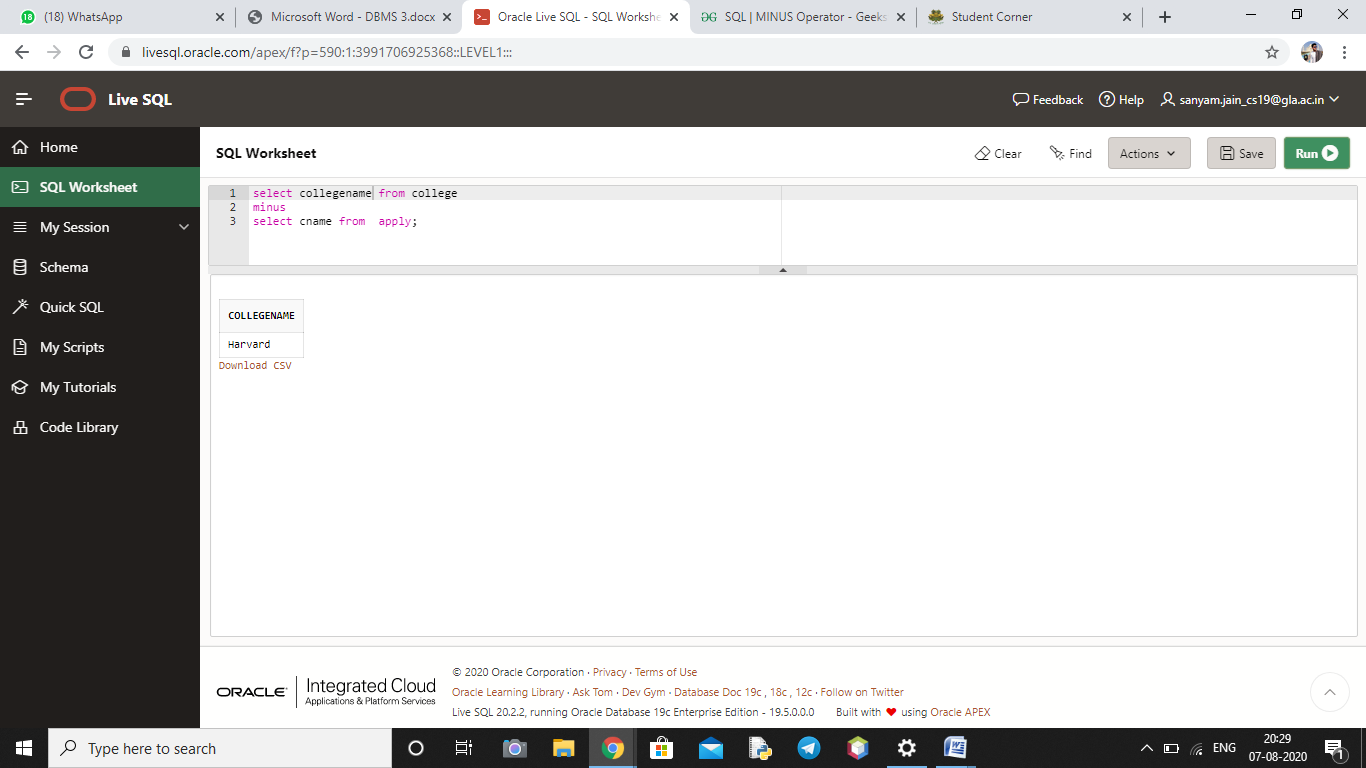 (18) WhatsApp
Microsoft Word - DBMS 3.docx
Oracle Live SQL - SQL Workshe
SQL | MINUS Operator - Geeks
Student Corner
livesql.oracle.com/apex/f?p=590:1:3991706925368::LEVEL1:::
Live SQL
Feedback
Help
sanyam.jain_cs19@gla.ac.in
Home
SQL Worksheet
My Session
Schema
Quick SQL
My Scripts
My Tutorials
Code Library
SQL Worksheet
Clear
Find
Actions
Save
Run
1 select collegename from college
2 minus
3 select cname from  apply;
COLLEGENAME
Harvard
Download CSV
ORACLE
Integrated Cloud
Applications & Platform Services
© 2020 Oracle Corporation · Privacy · Terms of Use
Oracle Learning Library · Ask Tom · Dev Gym · Database Doc 19c , 18c , 12c · Follow on Twitter
Live SQL 20.2.2, running Oracle Database 19c Enterprise Edition - 19.5.0.0.0 Built with ♥ using Oracle APEX
Type here to search
ENG
20:29
07-08-2020
1